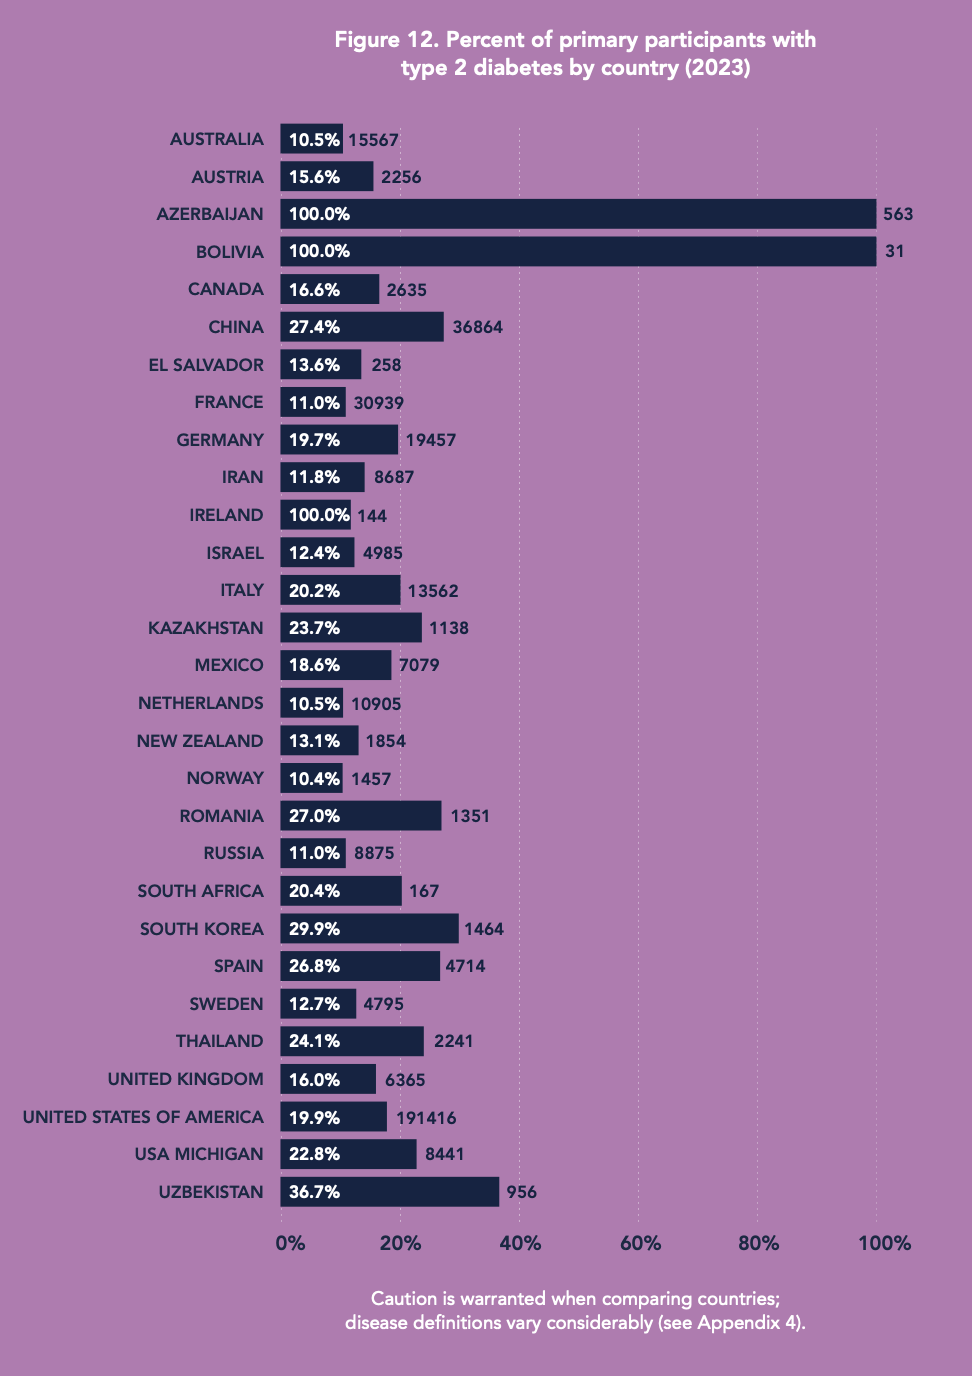 Figure 12. Percent of primary participants with
type 2 diabetes by country (2023)
AUSTRALIA 10.5% 15567
AUSTRIA 15.6% 2256
AZERBAIJAN 100.0% 563
BOLIVIA 100.0% 31
CANADA 16.6% 2635
CHINA 27.4% 36864
EL SALVADOR 13.6% 258
FRANCE 11.0% 30939
GERMANY 19.7% 19457
IRAN 11.8% 8687
IRELAND 100.0% 144
ISRAEL 12.4% 4985
ITALY 20.2% 13562
KAZAKHSTAN 23.7% 1138
MEXICO 18.6% 7079
NETHERLANDS 10.5% 10905
NEW ZEALAND 13.1% 1854
NORWAY 10.4% 1457
ROMANIA 27.0% 1351
RUSSIA 11.0% 8875
SOUTH AFRICA 20.4% 167
SOUTH KOREA 29.9% 1464
SPAIN 26.8% 4714
SWEDEN 12.7% 4795
THAILAND 24.1% 2241
UNITED KINGDOM 16.0% 6365
UNITED STATES OF AMERICA 19.9% 191416
USA MICHIGAN 22.8% 8441
UZBEKISTAN 36.7% 956
0% 20% 40% 60% 80% 100%
Caution is warranted when comparing countries;
disease definitions vary considerably (see Appendix 4).